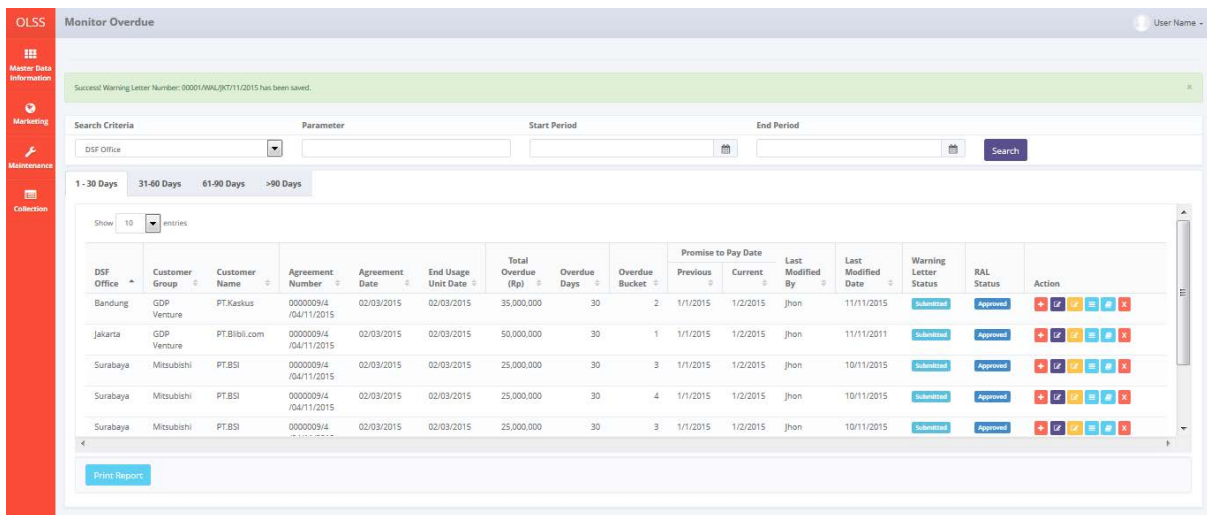 OLSS
Monitor Overdue
User Name
Master Data
Information
Marketing
Maintenance
Collection
Success! Warning Letter Number: 00001/WAL/JKT/11/2015 has been saved.
x
Search Criteria Parameter Start Period End Period
DSF Office
Search
1 - 30 Days 31-60 Days 61-90 Days >90 Days
Show 10 entries
Promise to Pay Date
DSF Office Customer Group Customer Name Agreement Number Agreement Date End Usage Unit Date Total Overdue (Rp) Overdue Days Overdue Bucket Previous Current Last Modified By Last Modified Date Warning Letter Status RAL Status Action
Bandung GDP PT.Kaskus 0000009/4 02/03/2015 02/03/2015 35,000,000 30 2 1/1/2015 1/2/2015 Jhon 11/11/2015 Submitted Approved X
Venture /04/11/2015
Jakarta GDP PT.Blibli.com 0000009/4 02/03/2015 02/03/2015 50,000,000 30 1 1/1/2015 1/2/2015 Jhon 11/11/2011 Submitted Approved X
Venture /04/11/2015
Surabaya Mitsubishi PT.BSI 0000009/4 02/03/2015 02/03/2015 25,000,000 30 3 1/1/2015 1/2/2015 Jhon 10/11/2015 Submitted Approved X
/04/11/2015
Surabaya Mitsubishi PT.BSI 0000009/4 02/03/2015 02/03/2015 25,000,000 30 4 1/1/2015 1/2/2015 Jhon 10/11/2015 Submitted Approved X
/04/11/2015
Surabaya Mitsubishi PT.BSI 0000009/4 02/03/2015 02/03/2015 25,000,000 30 3 1/1/2015 1/2/2015 Jhon 10/11/2015 Submitted Approved X
Print Report